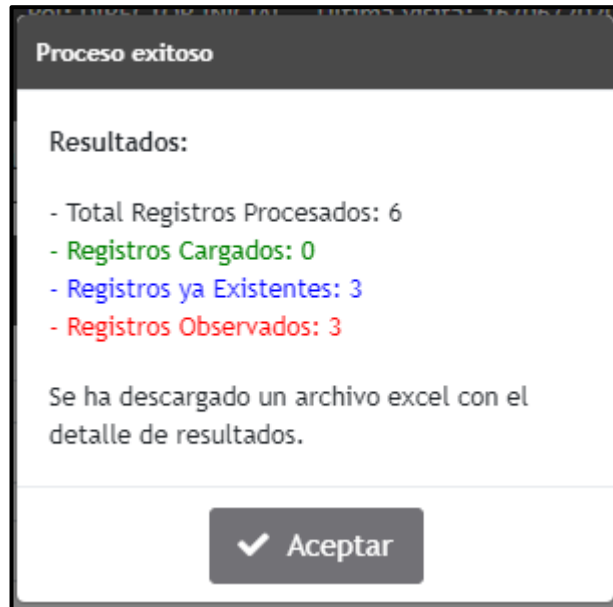 Proceso exitoso
Resultados:
- Total Registros Procesados: 6
- Registros Cargados: 0
- Registros ya Existentes: 3
- Registros Observados: 3
Se ha descargado un archivo excel con el
detalle de resultados.
Aceptar